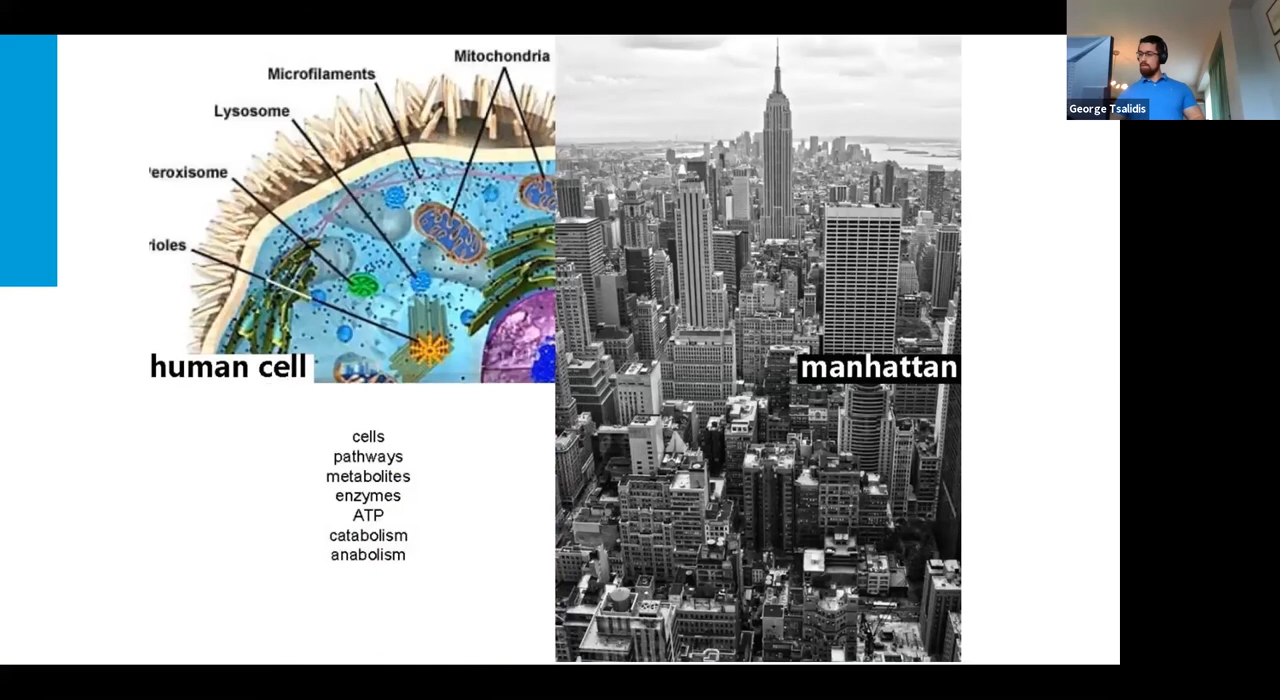 Mitochondria
Microfilaments
Lysosome
eroxisome
rioles
human cell
manhattan
cells
pathways
metabolites
enzymes
ATP
catabolism
anabolism
George Tsalidis